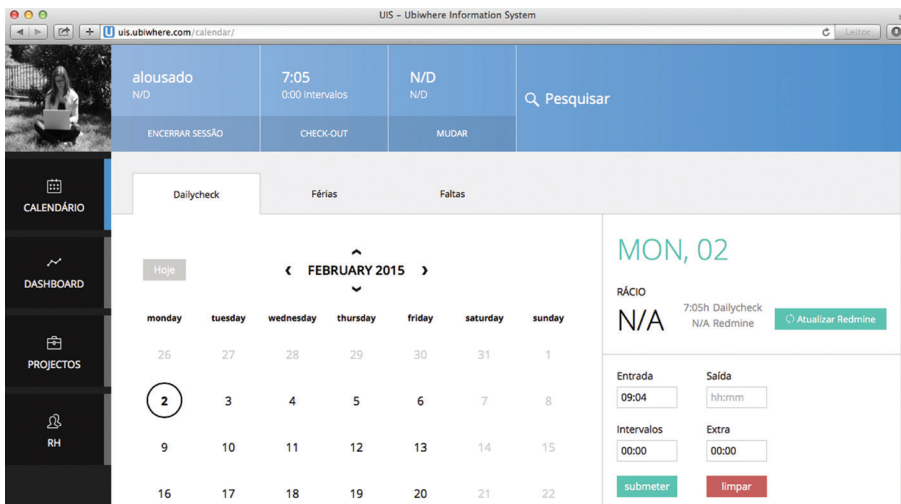 UIS – Ubiwhere Information System
uis.ubiwhere.com/calendar/
Leitor
alousado
N/D
ENCERRAR SESSÃO
7:05
0:00 Intervalos
CHECK-OUT
N/D
N/D
MUDAR
Pesquisar
CALENDÁRIO
DASHBOARD
PROJECTOS
RH
Dailycheck
Férias
Faltas
Hoje
FEBRUARY 2015
monday tuesday wednesday thursday friday saturday sunday
26 27 28 29 30 31 1
2 3 4 5 6 7 8
9 10 11 12 13 14 15
16 17 18 19 20 21 22
MON, 02
RÁCIO
N/A
7:05h Dailycheck
N/A Redmine
Atualizar Redmine
Entrada Saída
09:04 hh:mm
Intervalos Extra
00:00 00:00
submeter limpar